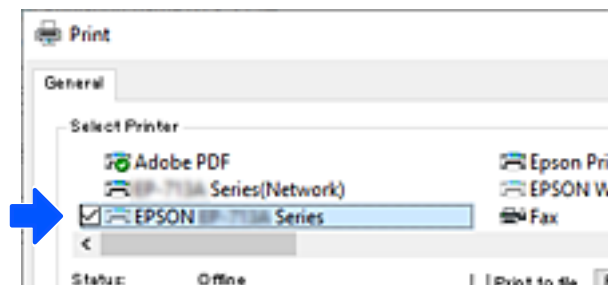 Print
General
Select Printer
Adobe PDF
Epson Pri
Series(Network)
EPSON W
EPSON Series
Fax
Status: Offline
Print to file